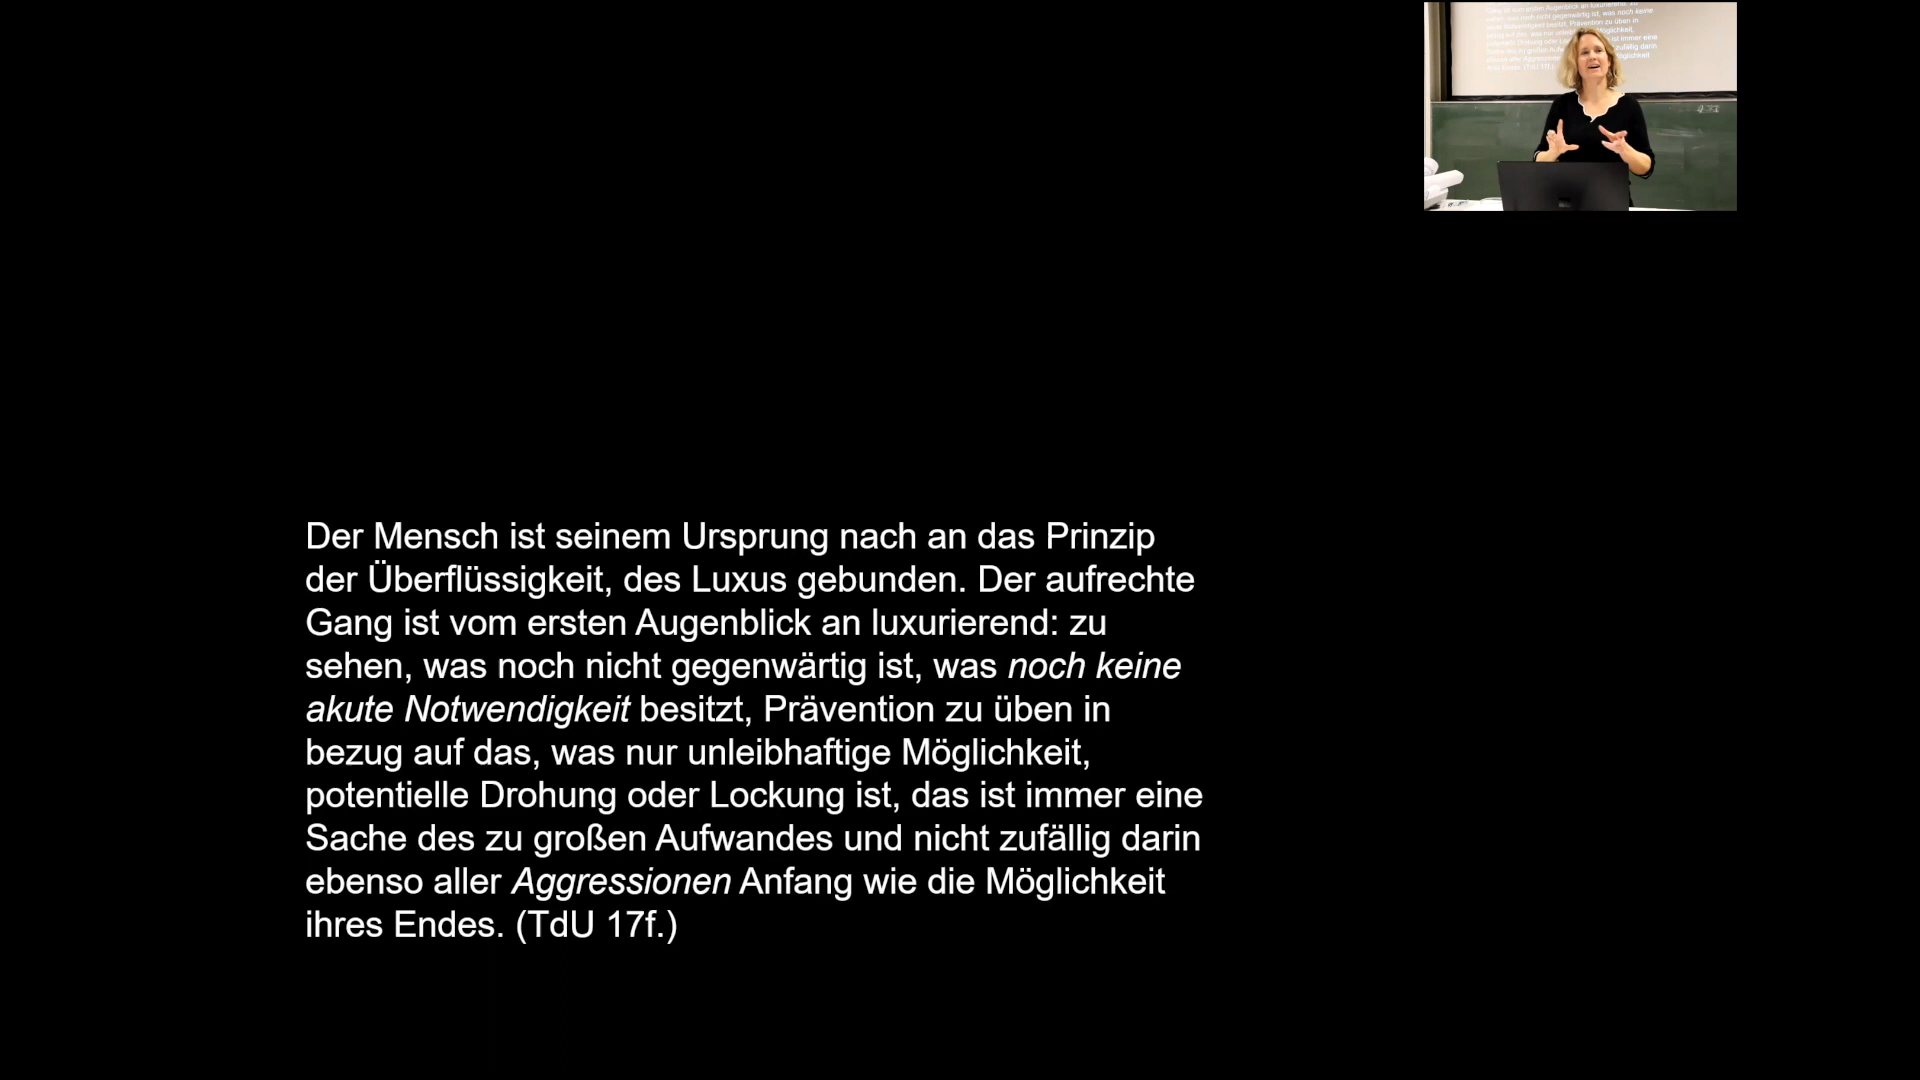 Der Mensch ist seinem Ursprung nach an das Prinzip
der Überflüssigkeit, des Luxus gebunden. Der aufrechte
Gang ist vom ersten Augenblick an luxurierend: zu
sehen, was noch nicht gegenwärtig ist, was noch keine
akute Notwendigkeit besitzt, Prävention zu üben in
bezug auf das, was nur unleibhaftige Möglichkeit,
potentielle Drohung oder Lockung ist, das ist immer eine
Sache des zu großen Aufwandes und nicht zufällig darin
ebenso aller Aggressionen Anfang wie die Möglichkeit
ihres Endes. (TdU 17f.)